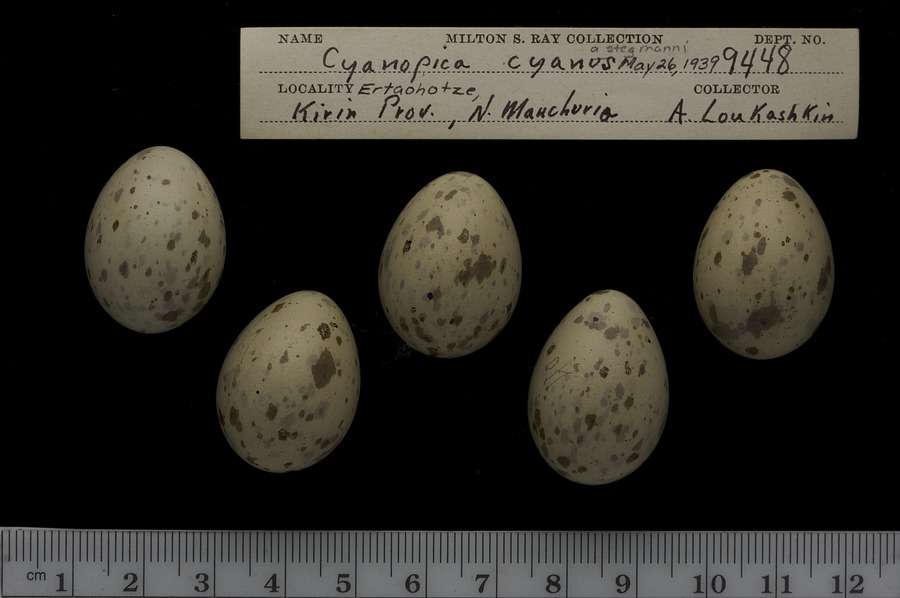 NAME MILTON S. RAY COLLECTION DEPT. NO.
a stegmanni
Cyanopica cyanus May 26, 1939 9448
LOCALITY Ertaohotze, COLLECTOR
Kirin Prov., N. Manchuria A. Loukashkin
cm 1 2 3 4 5 6 7 8 9 10 11 12